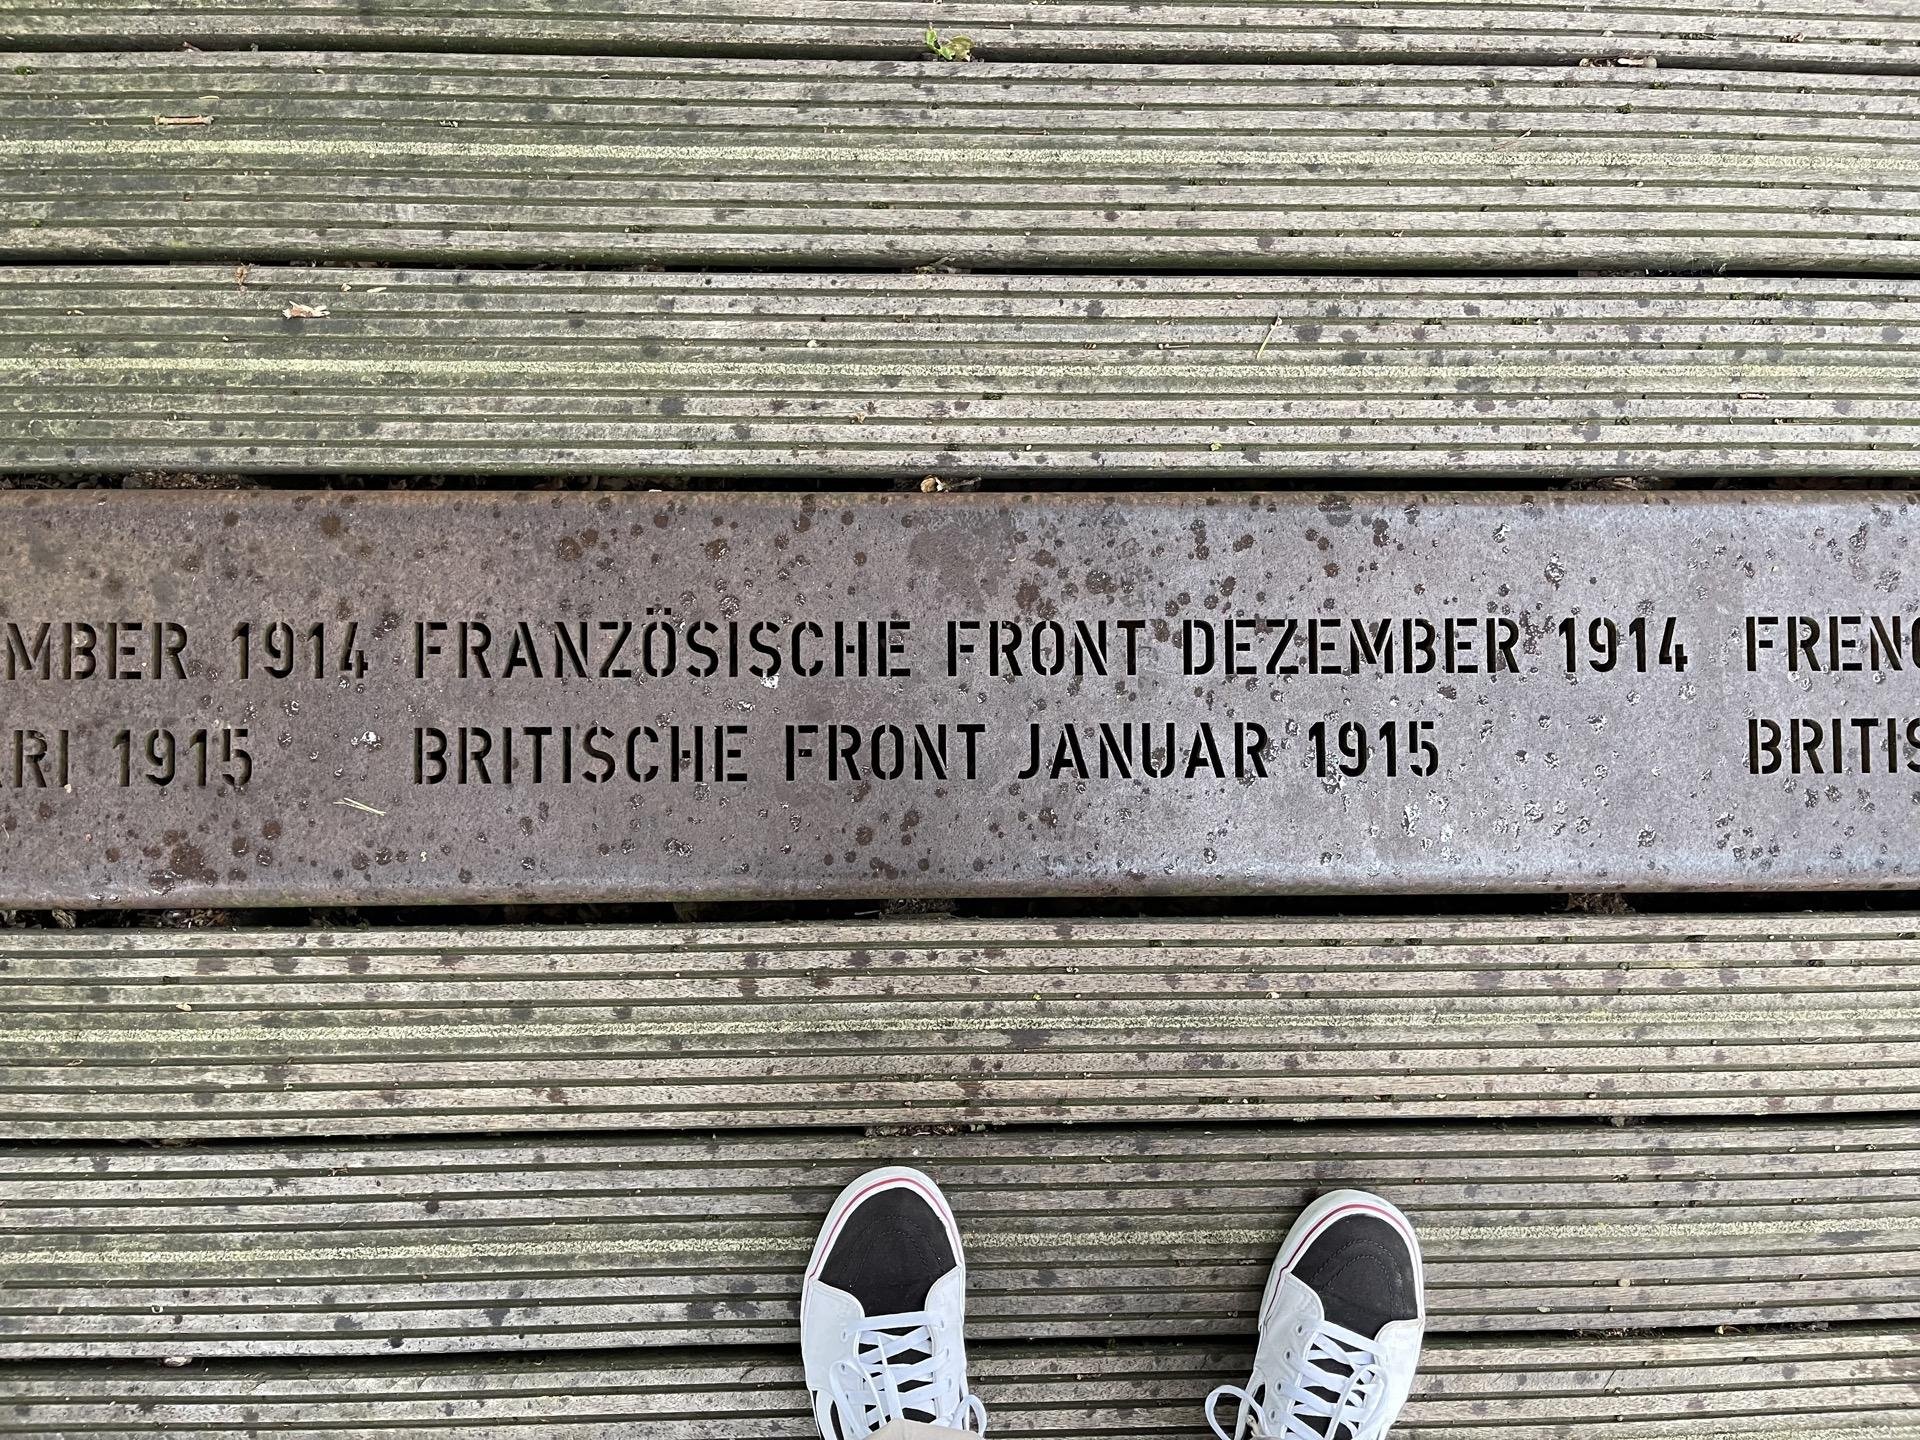 MBER 1914 FRANZÖSISCHE FRONT DEZEMBER 1914 FRENC
RI 1915 BRITISCHE FRONT JANUAR 1915 BRITIS